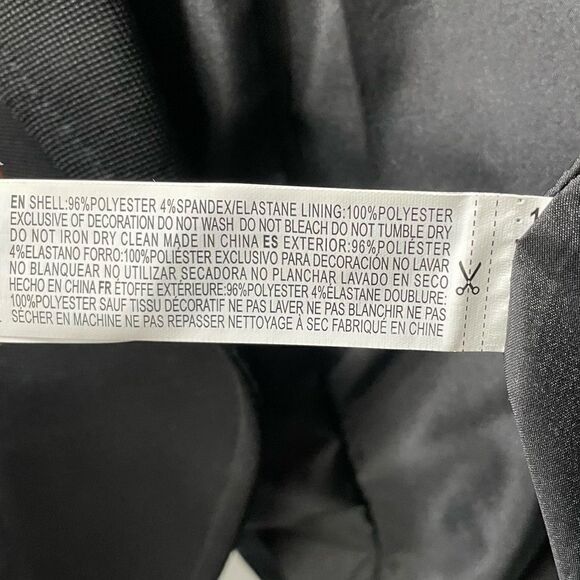 EN SHELL:96%POLYESTER 4%SPANDEX/ELASTANE LINING:100%POLYESTER
EXCLUSIVE OF DECORATION DO NOT WASH DO NOT BLEACH DO NOT TUMBLE DRY
DO NOT IRON DRY CLEAN MADE IN CHINA ES EXTERIOR:96%POLIÉSTER
4%ELASTANO FORRO:100%POLIÉSTER EXCLUSIVO PARA DECORACIÓN NO LAVAR
NO BLANQUEAR NO UTILIZAR SECADORA NO PLANCHAR LAVADO EN SECO
HECHO EN CHINA FR ÉTOFFE EXTÉRIEURE:96%POLYESTER 4%ÉLASTANE DOUBLURE:
100%POLYESTER SAUF TISSU DÉCORATIF NE PAS LAVER NE PAS BLANCHIR NE PAS
SÉCHER EN MACHINE NE PAS REPASSER NETTOYAGE À SEC FABRIQUÉ EN CHINE